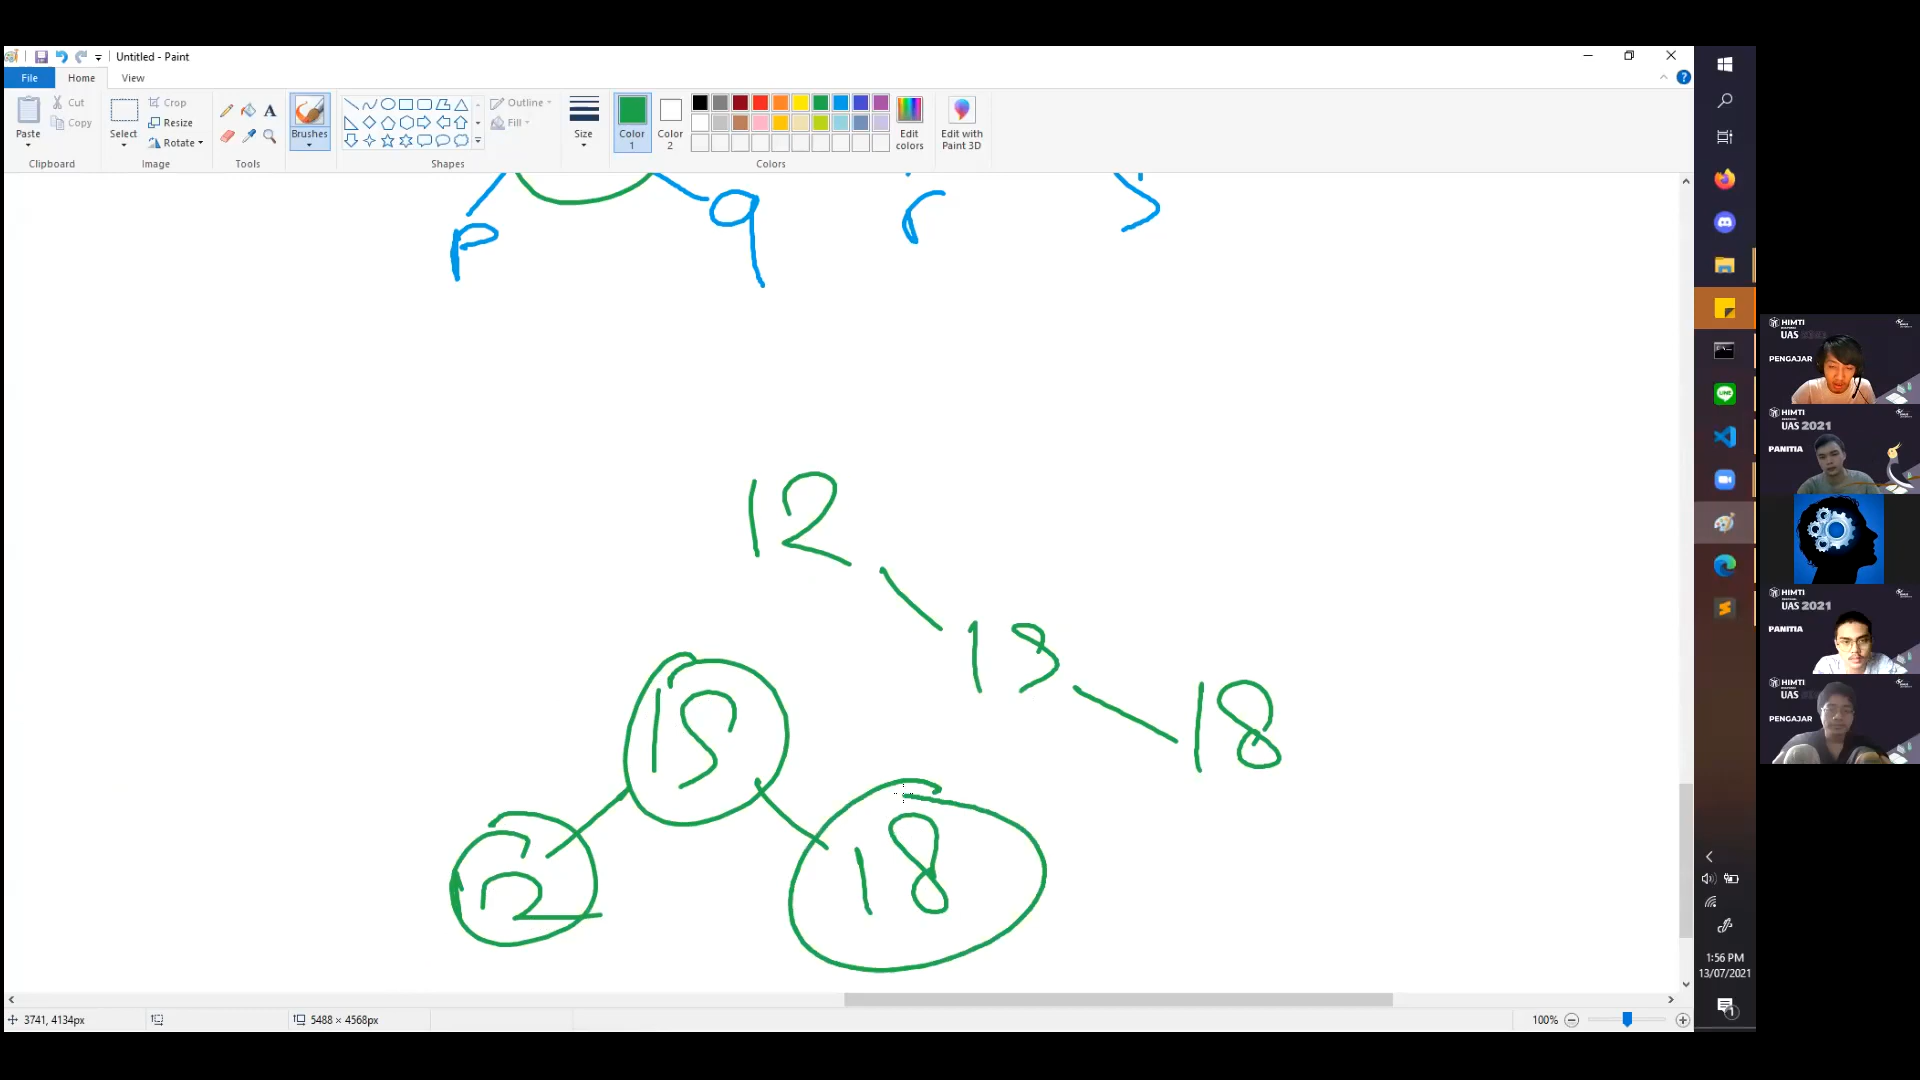 Untitled - Paint
File Home View
Paste
Cut
Copy
Clipboard
Select
Crop
Resize
Rotate
Image
Tools
Brushes
Shapes
Outline
Fill
Size
Color 1
Color 2
Edit colors
Edit with Paint 3D
Colors
p q r s
12
13
18
15
12
18
3741, 4134px
5488 × 4568px
100%
1:56 PM
13/07/2021
HIMTI
UAS
PENGAJAR
HIMTI
UAS 2021
PANITIA
HIMTI
UAS 2021
PANITIA
HIMTI
UAS
PENGAJAR